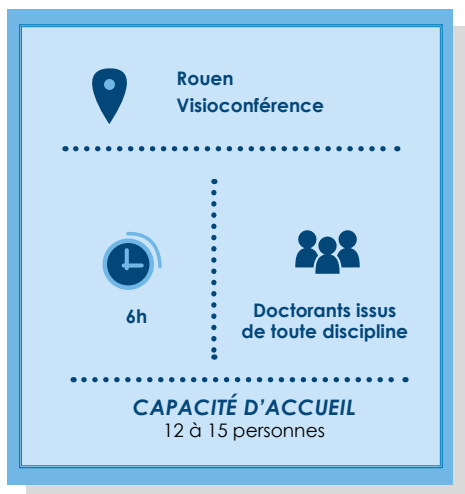 Rouen
Visioconférence
6h
Doctorants issus
de toute discipline
CAPACITÉ D’ACCUEIL
12 à 15 personnes